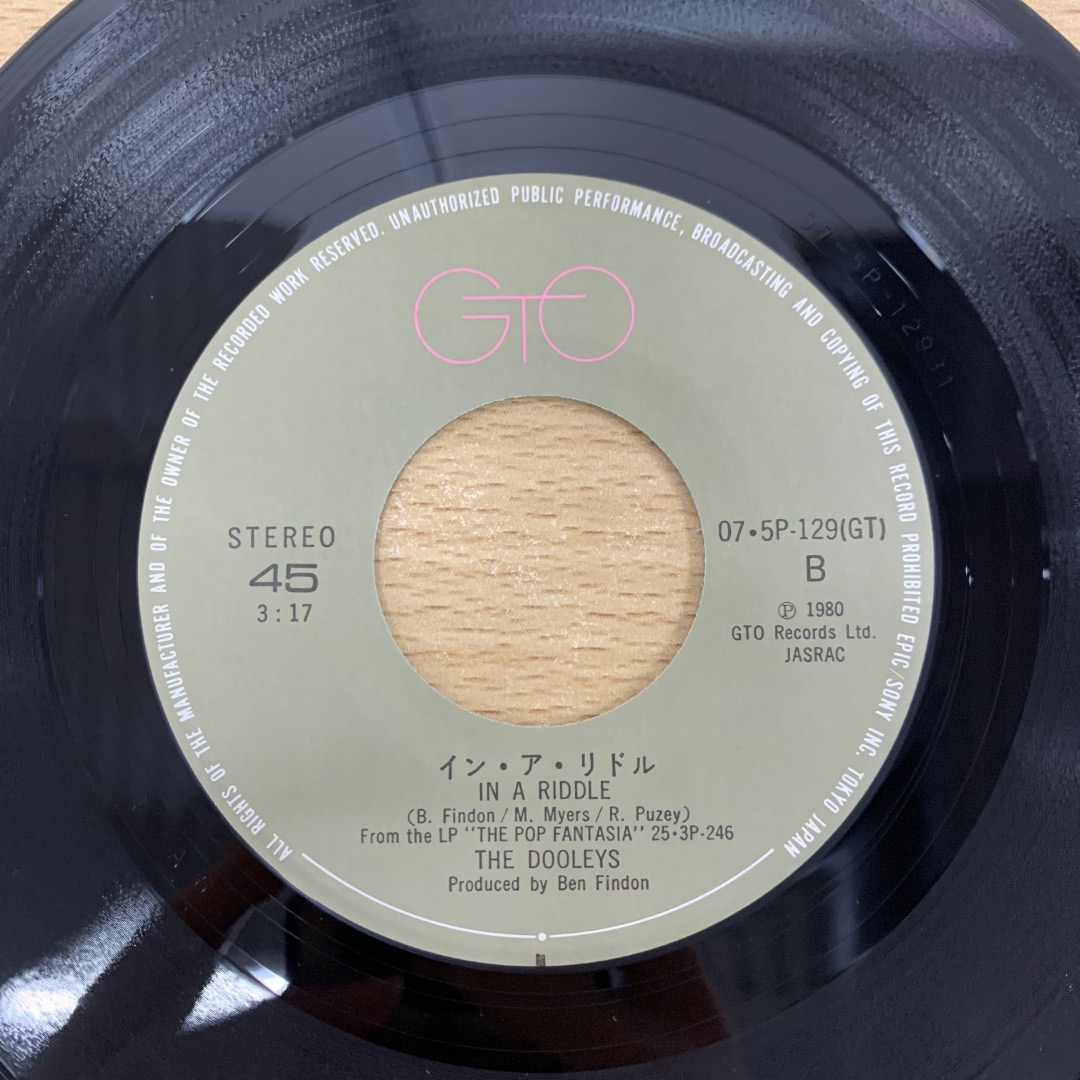 ALL RIGHTS OF THE MANUFACTURER AND OF THE OWNER OF THE RECORDED WORK RESERVED. UNAUTHORIZED PUBLIC PERFORMANCE, BROADCASTING AND COPYING OF THIS RECORD PROHIBITED EPIC/SONY INC. TOKYO JAPAN
GTO
STEREO
45
3:17
07•5P-129(GT)
B
Ⓟ 1980
GTO Records Ltd.
JASRAC
イン・ア・リドル
IN A RIDDLE
(B. Findon / M. Myers / R. Puzey)
From the LP "THE POP FANTASIA" 25•3P-246
THE DOOLEYS
Produced by Ben Findon